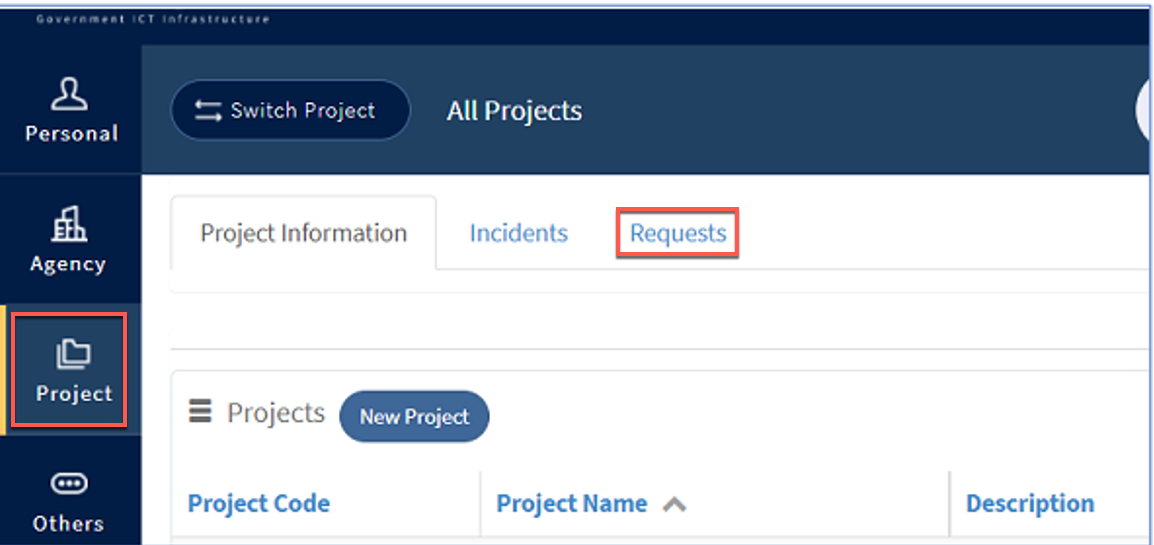 Government ICT Infrastructure
Personal
Switch Project
All Projects
Agency
Project Information
Incidents
Requests
Project
Projects
New Project
Project Code
Project Name
Description
Others